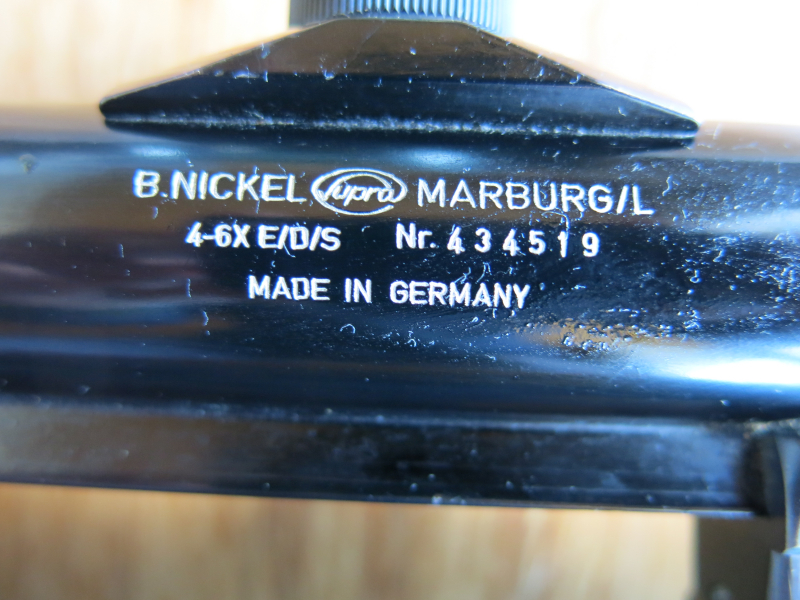 B. NICKEL Supra MARBURG/L
4-6X E/D/S Nr. 434519
MADE IN GERMANY